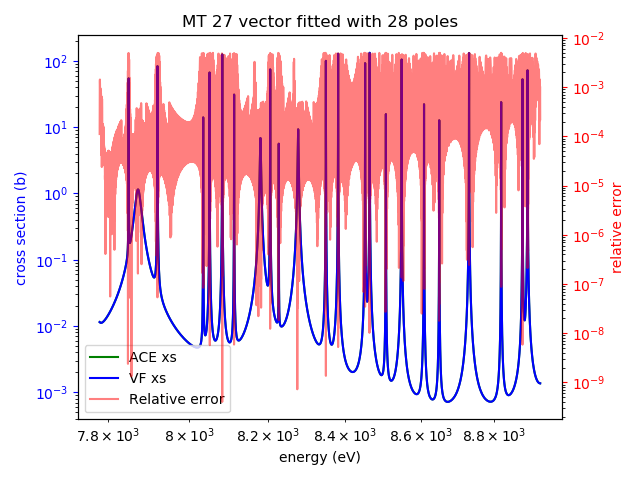 MT 27 vector fitted with 28 poles
cross section (b)
10²
10¹
10⁰
10⁻¹
10⁻²
10⁻³
10⁻²
10⁻³
10⁻⁴
10⁻⁵
10⁻⁶
10⁻⁷
10⁻⁸
10⁻⁹
relative error
ACE xs
VF xs
Relative error
7.8 × 10³ 8 × 10³ 8.2 × 10³ 8.4 × 10³ 8.6 × 10³ 8.8 × 10³
energy (eV)